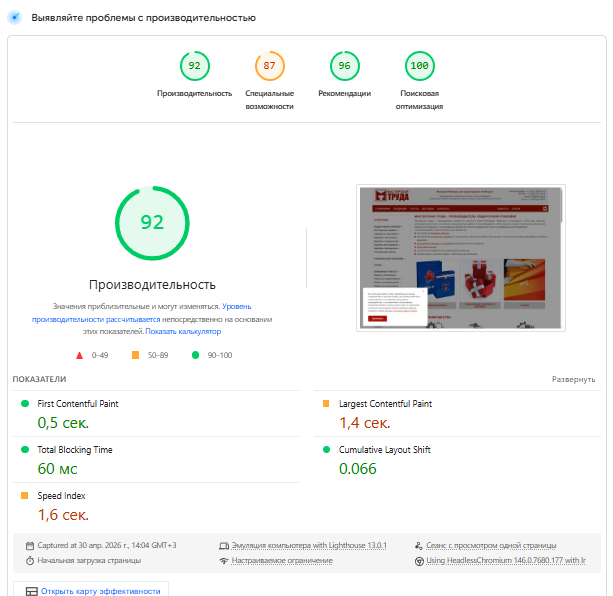 Выявляйте проблемы с производительностью
92
87
96
100
Производительность
Специальные
возможности
Рекомендации
Поисковая
оптимизация
92
Производительность
Значения приблизительны и могут изменяться. Уровень
производительности рассчитывается непосредственно на основании
этих показателей. Показать калькулятор
0–49
50–89
90–100
МАСТЕРСКАЯ
ТРУДА
ПОКАЗАТЕЛИ
Развернуть
First Contentful Paint
0,5 сек.
Largest Contentful Paint
1,4 сек.
Total Blocking Time
60 мс
Cumulative Layout Shift
0.066
Speed Index
1,6 сек.
Captured at 30 апр. 2026 г., 14:04 GMT+3
Эмуляция компьютера with Lighthouse 13.0.1
Сеанс с просмотром одной страницы
Начальная загрузка страницы
Настраиваемое ограничение
Using HeadlessChromium 146.0.7680.177 with lr
Открыть карту эффективности